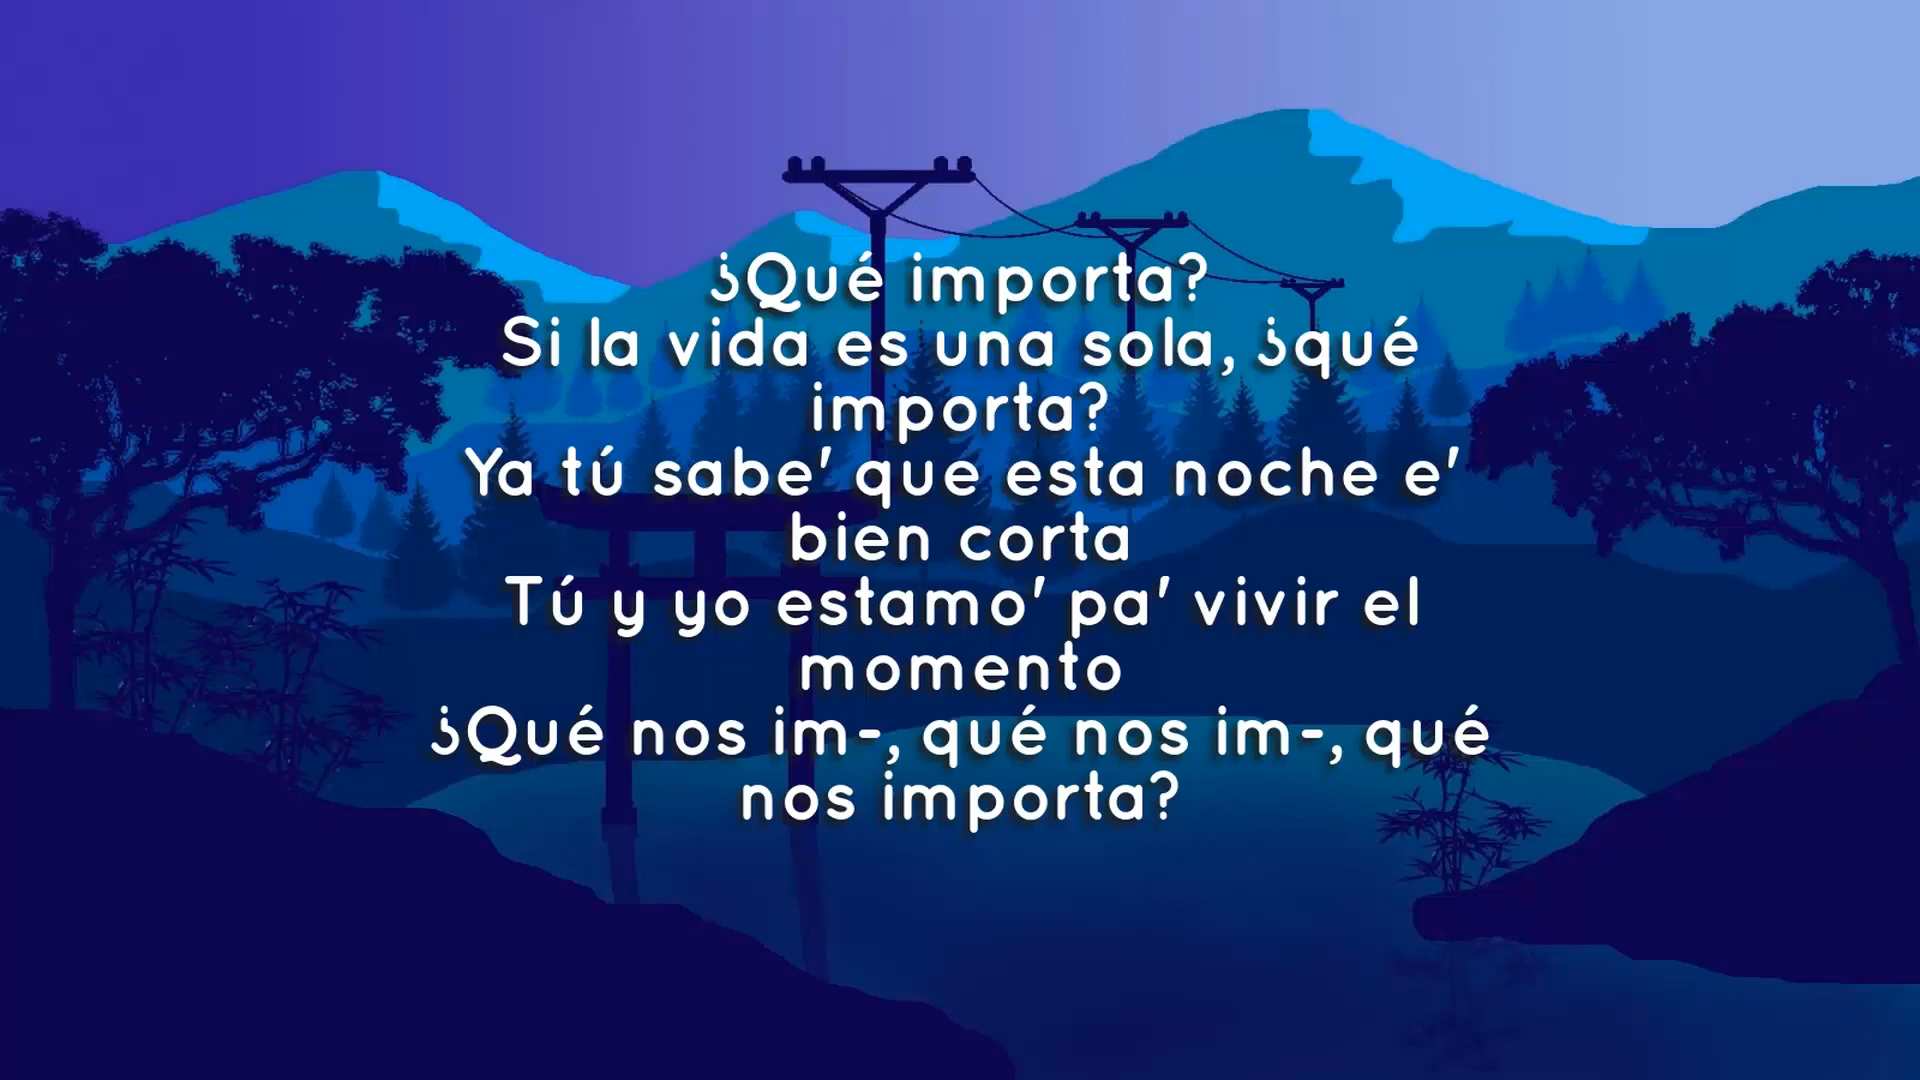 ¿Qué importa?
Si la vida es una sola, ¿qué
importa?
Ya tú sabe' que esta noche e'
bien corta
Tú y yo estamo' pa' vivir el
momento
¿Qué nos im-, qué nos im-, qué
nos importa?